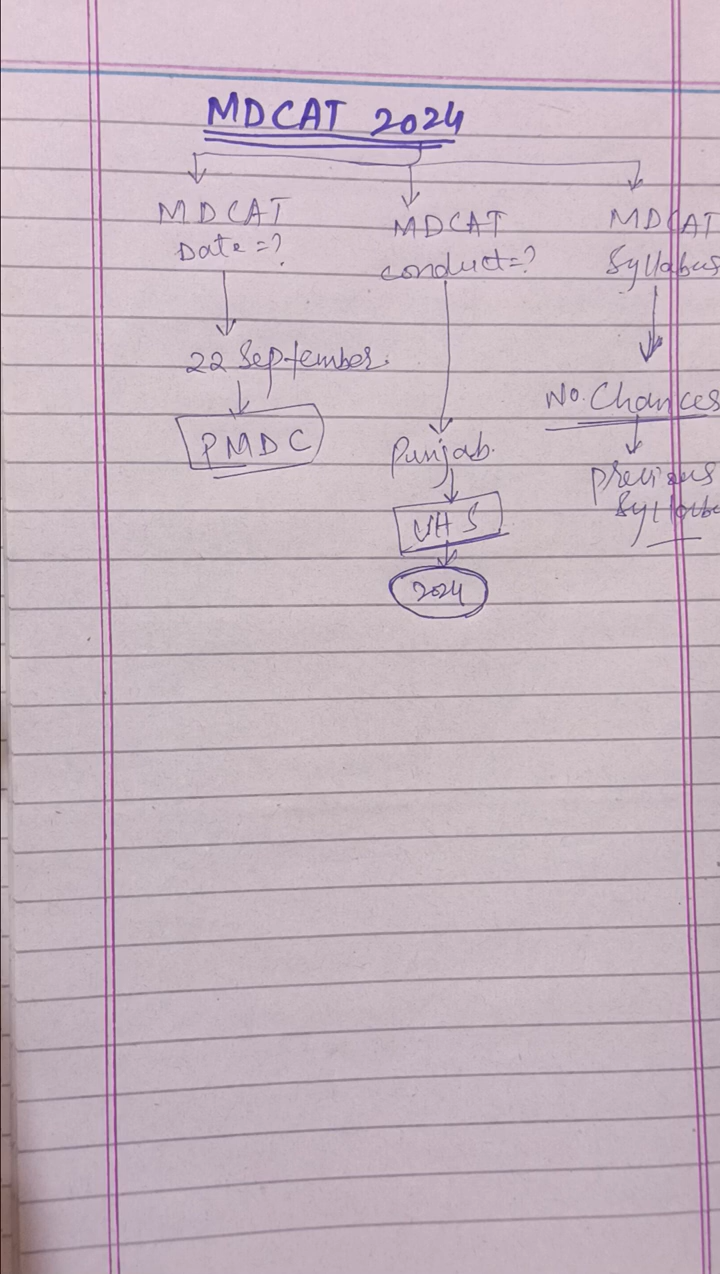 MDCAT 2024
MDCAT
Date=?
22 September.
PMDC
MDCAT
conduct=?
Punjab.
UHS
2024
MDCAT
Syllabus
No. Chances
previous
Syllabus